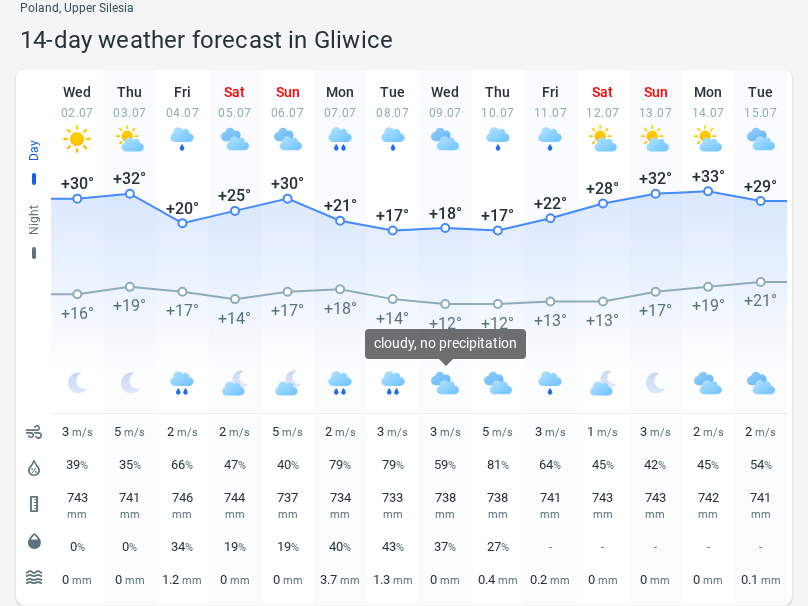 Poland, Upper Silesia
14-day weather forecast in Gliwice
Wed Thu Fri Sat Sun Mon Tue Wed Thu Fri Sat Sun Mon Tue
02.07 03.07 04.07 05.07 06.07 07.07 08.07 09.07 10.07 11.07 12.07 13.07 14.07 15.07
Day
+30° +32° +20° +25° +30° +21° +17° +18° +17° +22° +28° +32° +33° +29°
Night
+16° +19° +17° +14° +17° +18° +14° +12° +12° +13° +13° +17° +19° +21°
cloudy, no precipitation
3 m/s 5 m/s 2 m/s 2 m/s 5 m/s 2 m/s 3 m/s 3 m/s 5 m/s 3 m/s 1 m/s 3 m/s 2 m/s 2 m/s
39% 35% 66% 47% 40% 79% 79% 59% 81% 64% 45% 42% 45% 54%
743 741 746 744 737 734 733 738 738 741 743 743 742 741
mm mm mm mm mm mm mm mm mm mm mm mm mm mm
0% 0% 34% 19% 19% 40% 43% 37% 27% - - - - -
0 mm 0 mm 1.2 mm 0 mm 0 mm 3.7 mm 1.3 mm 0 mm 0.4 mm 0.2 mm 0 mm 0 mm 0 mm 0.1 mm